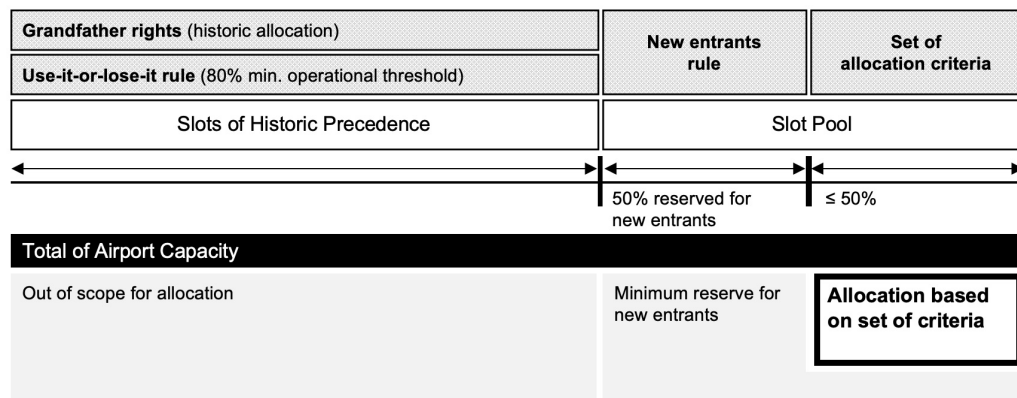 Grandfather rights (historic allocation)
Use-it-or-lose-it rule (80% min. operational threshold)
New entrants
rule
Set of
allocation criteria
Slots of Historic Precedence
Slot Pool
50% reserved for
new entrants
≤ 50%
Total of Airport Capacity
Out of scope for allocation
Minimum reserve for
new entrants
Allocation based
on set of criteria